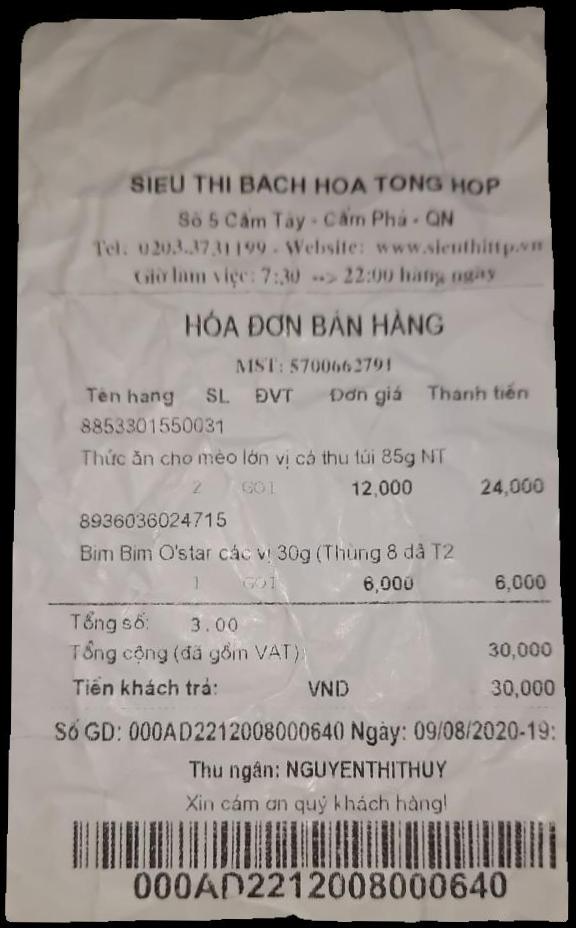 SIEU THI BACH HOA TONG HOP
Số 5 Cẩm Tây - Cẩm Phả - QN
Tel: 0203.3731199 - Website: www.sieuthittp.vn
Giờ làm việc: 7:30 --> 22:00 hàng ngày
HÓA ĐƠN BÁN HÀNG
MST: 5700662791
Tên hàng SL ĐVT Đơn giá Thành tiền
8853301550031
Thức ăn cho mèo lớn vị cá thu túi 85g NT
2 GOI 12,000 24,000
8936036024715
Bim Bim O'star các vị 30g (Thùng 8 dâ T2
1 GOI 6,000 6,000
Tổng số: 3.00
Tổng cộng (đã gồm VAT): 30,000
Tiền khách trả: VND 30,000
Số GD: 000AD2212008000640 Ngày: 09/08/2020-19:
Thu ngân: NGUYENTHITHUY
Xin cám ơn quý khách hàng!
000AD2212008000640